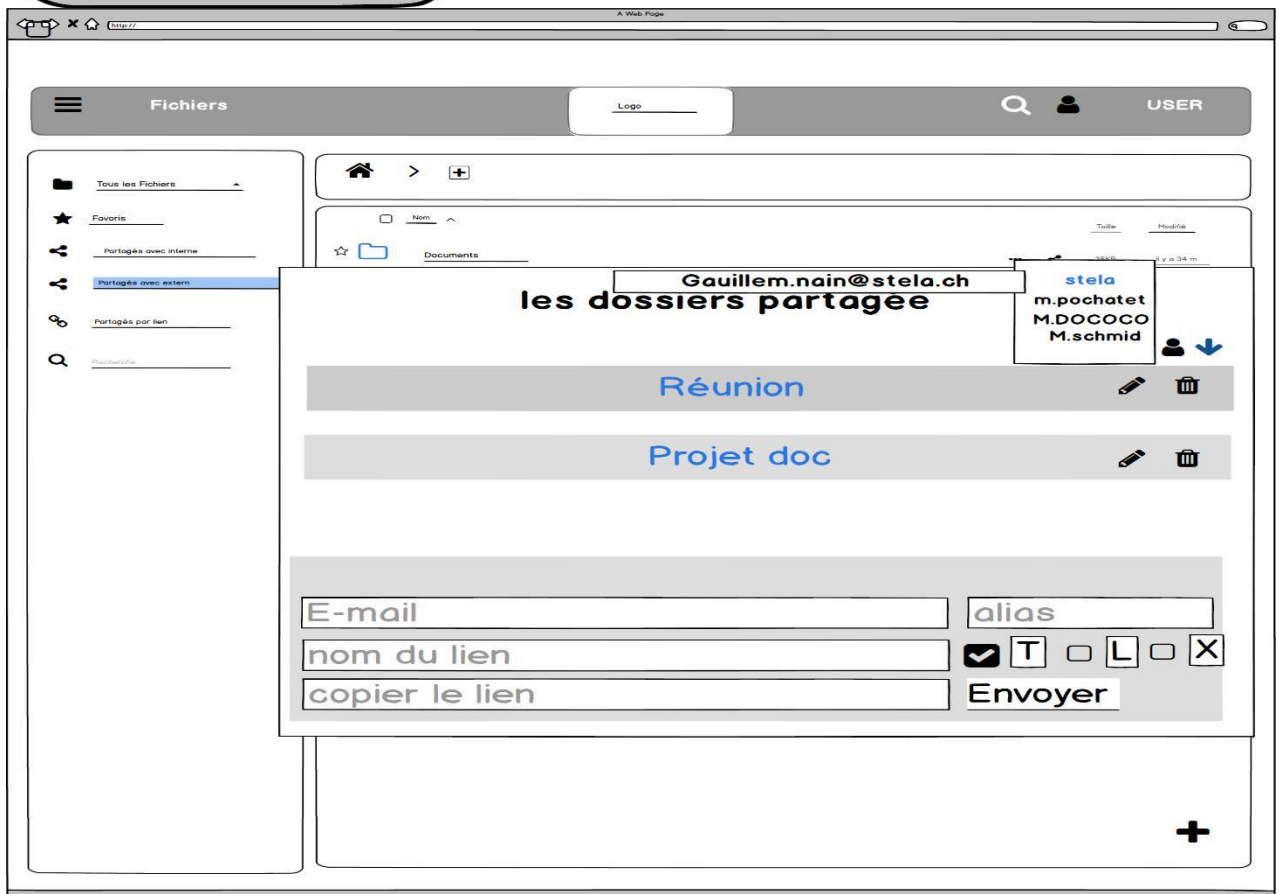 A Web Page
http://
Fichiers
Logo
USER
Tous les Fichiers
Favoris
Partagés avec interne
Partagés avec extern
Partagés par lien
Recherche
Nom
Taille
Modifié
Documents
il y a 34 m
Gauillem.nain@stela.ch
les dossiers partagée
stela
m.pochatet
M.DOCOCO
M.schmid
Réunion
Projet doc
E-mail
alias
nom du lien
T
L
X
copier le lien
Envoyer